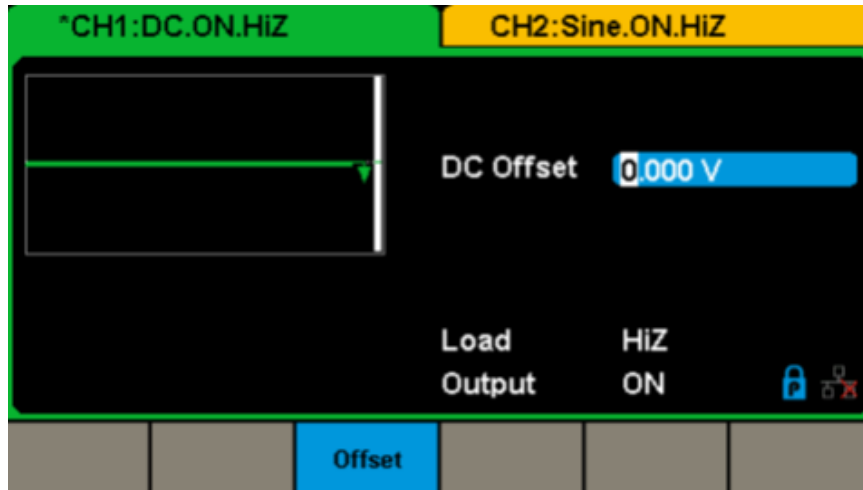 *CH1:DC.ON.HiZ
CH2:Sine.ON.HiZ
DC Offset 0.000 V
Load HiZ
Output ON
P
Offset